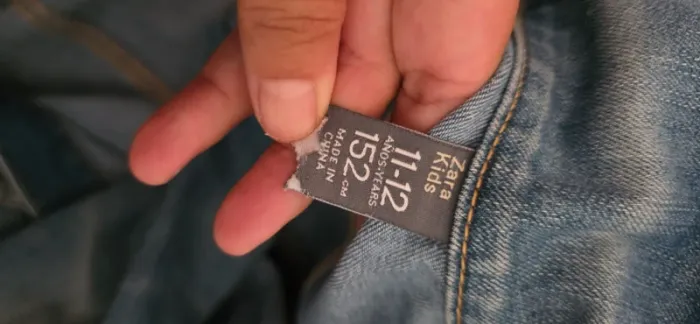 Zara
Kids
11-12
AÑOS-YEARS
152 CM
MADE IN
CHINA